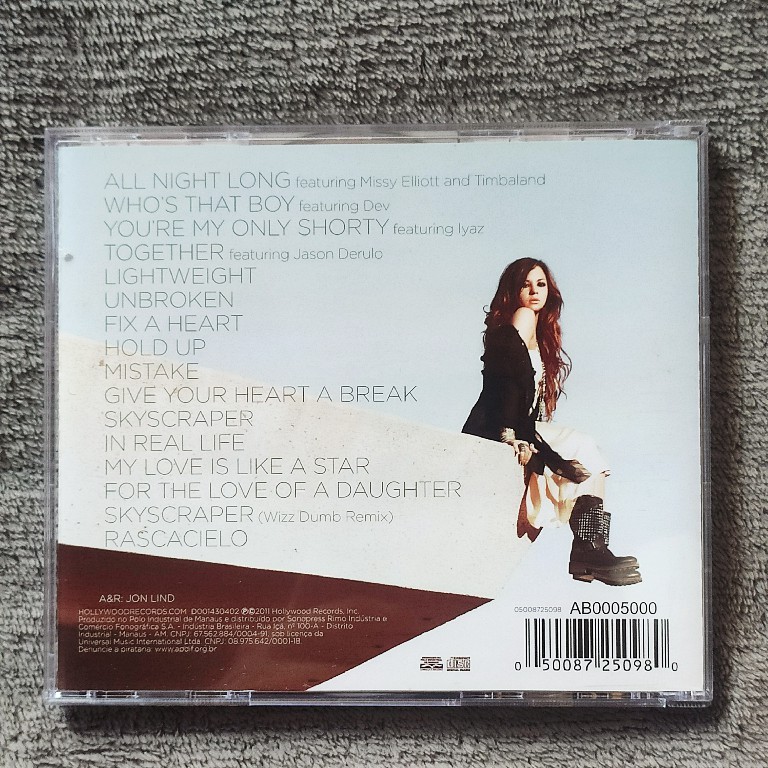 ALL NIGHT LONG featuring Missy Elliott and Timbaland
WHO'S THAT BOY featuring Dev
YOU'RE MY ONLY SHORTY featuring Iyaz
TOGETHER featuring Jason Derulo
LIGHTWEIGHT
UNBROKEN
FIX A HEART
HOLD UP
MISTAKE
GIVE YOUR HEART A BREAK
SKYSCRAPER
IN REAL LIFE
MY LOVE IS LIKE A STAR
FOR THE LOVE OF A DAUGHTER
SKYSCRAPER (Wizz Dumb Remix)
RASCACIELO
A&R: JON LIND
HOLLYWOODRECORDS.COM D001430402 ℗©2011 Hollywood Records, Inc.
Produzido no Pólo Industrial de Manaus e distribuído por Sonopress Rimo Indústria e
Comércio Fonográfica S.A. - Indústria Brasileira - Rua Içá, nº 100-A - Distrito
Industrial - Manaus - AM. CNPJ: 67.562.884/0004-91, sob licença da
Universal Music International Ltda. CNPJ: 08.975.642/0001-18.
Denuncie a pirataria: www.apdif.org.br
05008725098 AB0005000
0 50087 25098 0